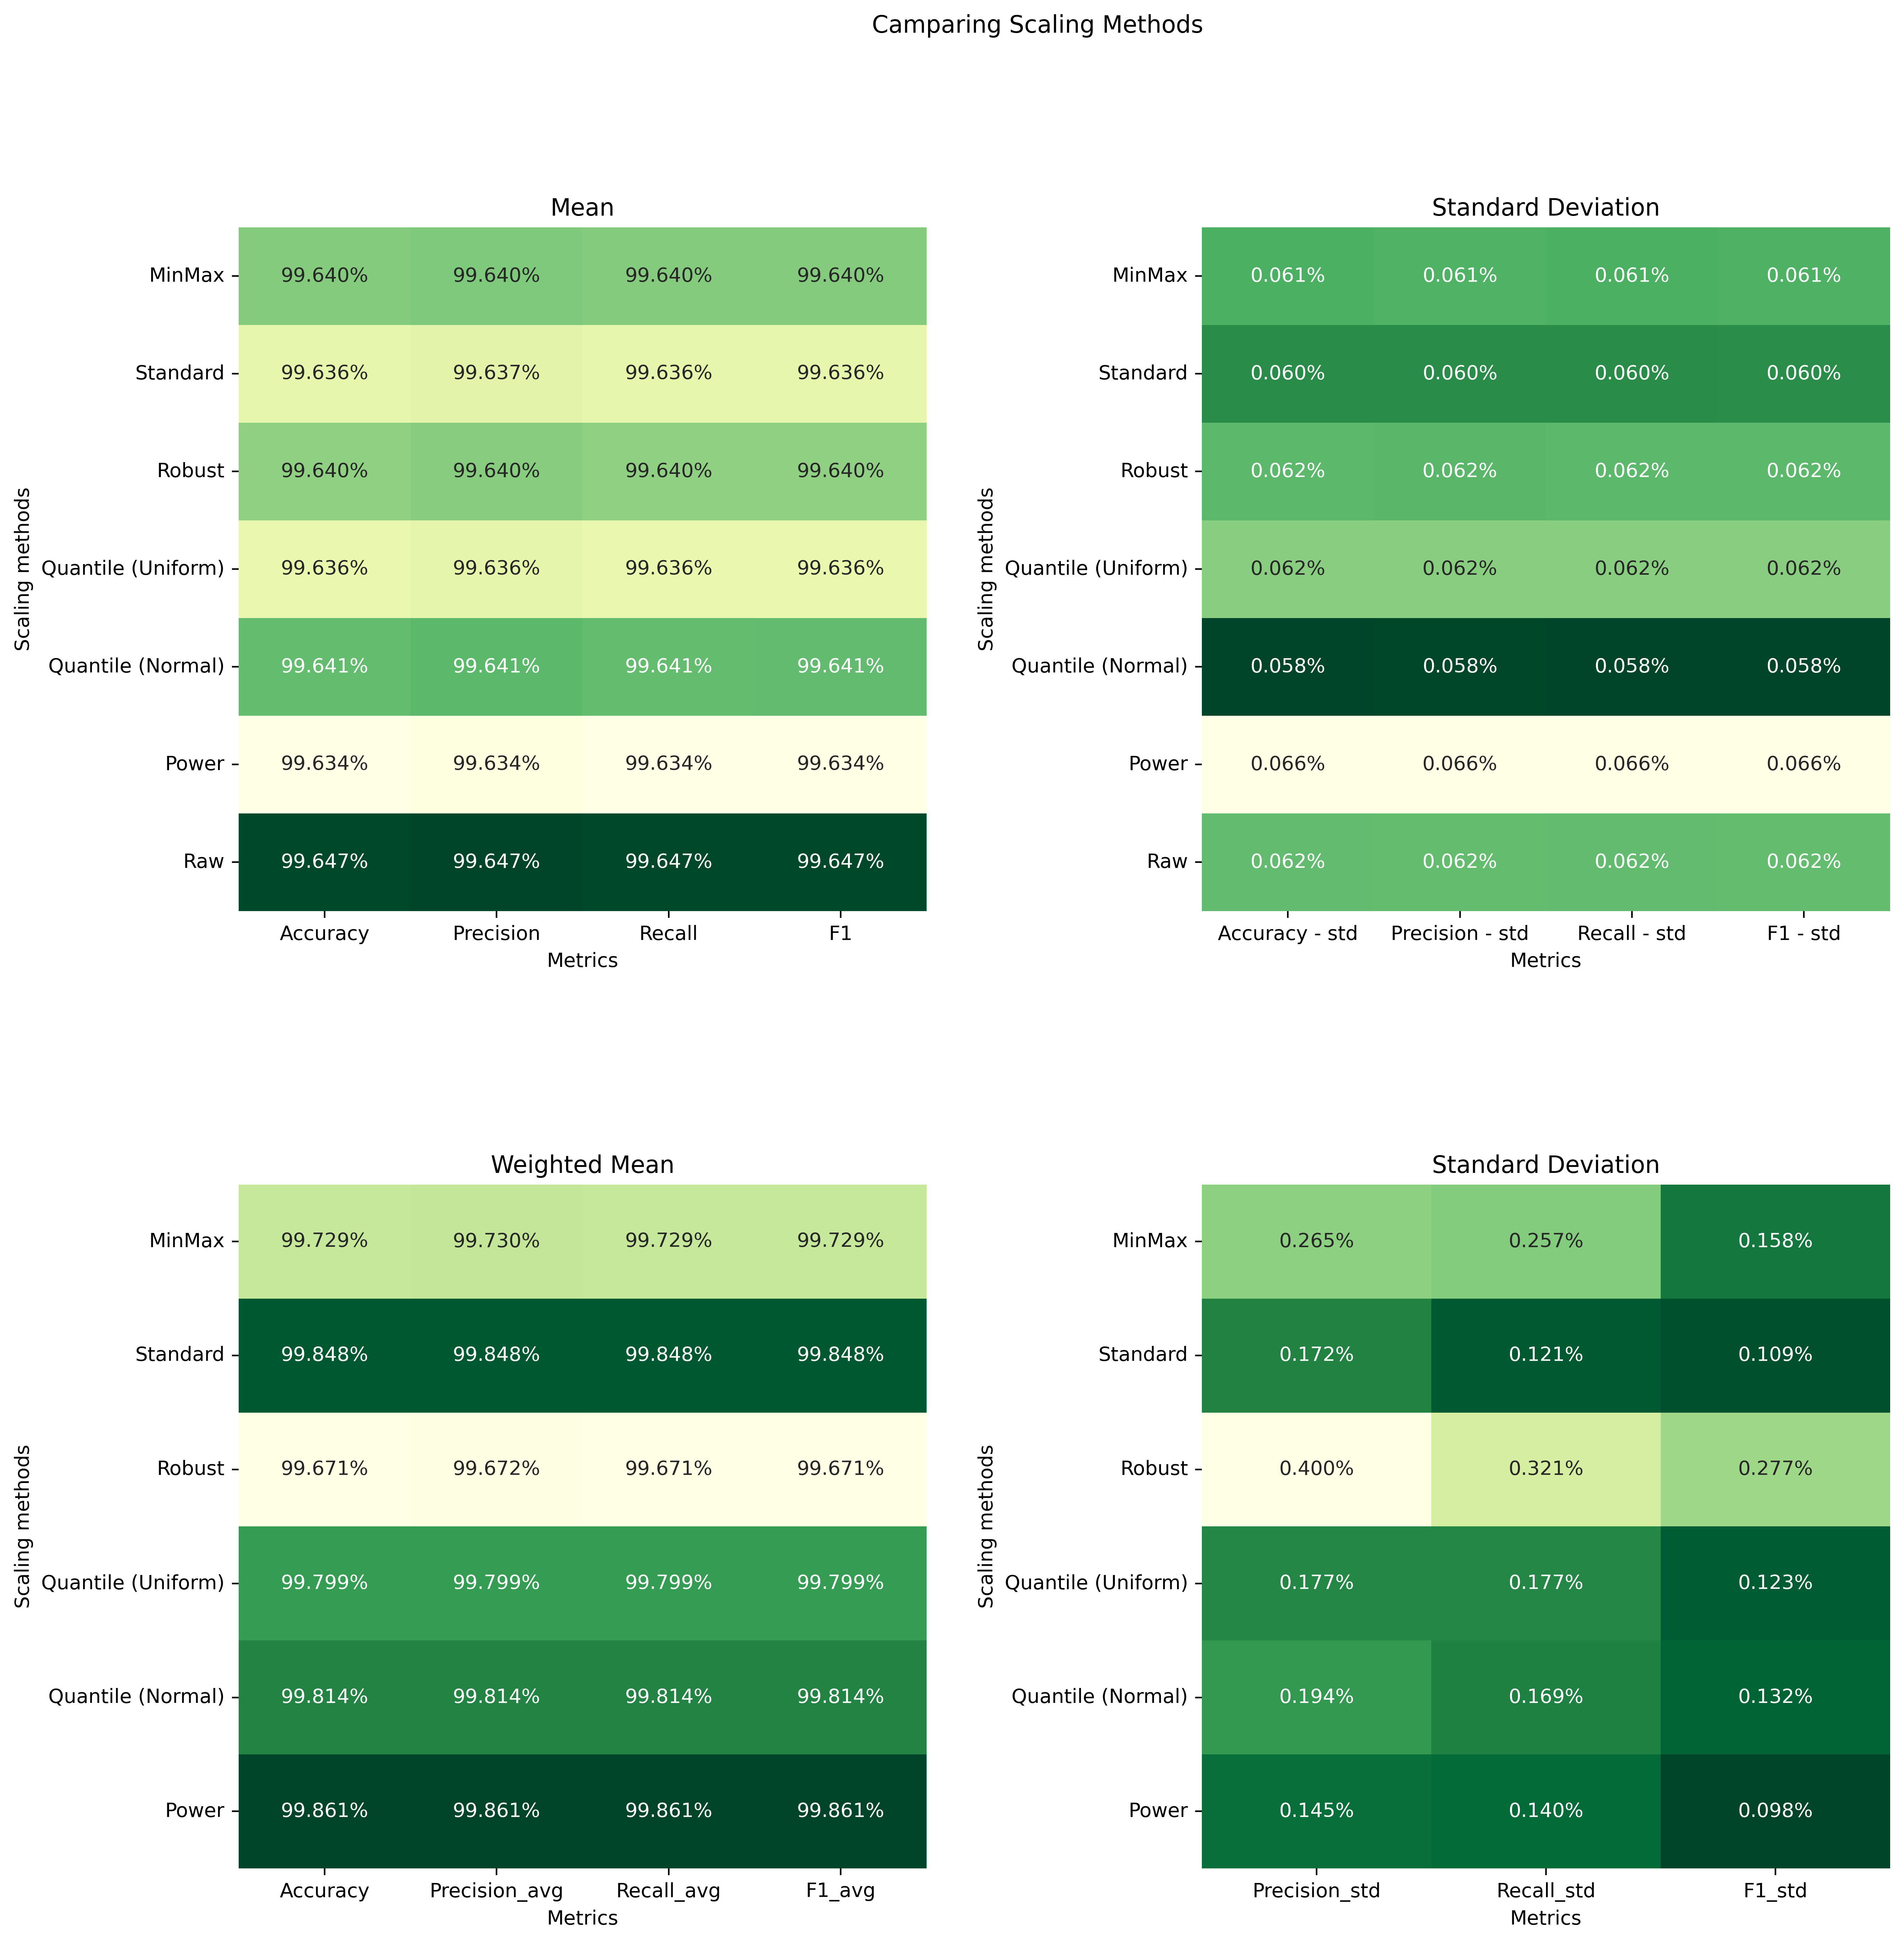 Camparing Scaling Methods
Mean
Scaling methods
MinMax 99.640% 99.640% 99.640% 99.640%
Standard 99.636% 99.637% 99.636% 99.636%
Robust 99.640% 99.640% 99.640% 99.640%
Quantile (Uniform) 99.636% 99.636% 99.636% 99.636%
Quantile (Normal) 99.641% 99.641% 99.641% 99.641%
Power 99.634% 99.634% 99.634% 99.634%
Raw 99.647% 99.647% 99.647% 99.647%
Accuracy Precision Recall F1
Metrics
Standard Deviation
Scaling methods
MinMax 0.061% 0.061% 0.061% 0.061%
Standard 0.060% 0.060% 0.060% 0.060%
Robust 0.062% 0.062% 0.062% 0.062%
Quantile (Uniform) 0.062% 0.062% 0.062% 0.062%
Quantile (Normal) 0.058% 0.058% 0.058% 0.058%
Power 0.066% 0.066% 0.066% 0.066%
Raw 0.062% 0.062% 0.062% 0.062%
Accuracy - std Precision - std Recall - std F1 - std
Metrics
Weighted Mean
Scaling methods
MinMax 99.729% 99.730% 99.729% 99.729%
Standard 99.848% 99.848% 99.848% 99.848%
Robust 99.671% 99.672% 99.671% 99.671%
Quantile (Uniform) 99.799% 99.799% 99.799% 99.799%
Quantile (Normal) 99.814% 99.814% 99.814% 99.814%
Power 99.861% 99.861% 99.861% 99.861%
Accuracy Precision_avg Recall_avg F1_avg
Metrics
Standard Deviation
Scaling methods
MinMax 0.265% 0.257% 0.158%
Standard 0.172% 0.121% 0.109%
Robust 0.400% 0.321% 0.277%
Quantile (Uniform) 0.177% 0.177% 0.123%
Quantile (Normal) 0.194% 0.169% 0.132%
Power 0.145% 0.140% 0.098%
Precision_std Recall_std F1_std
Metrics